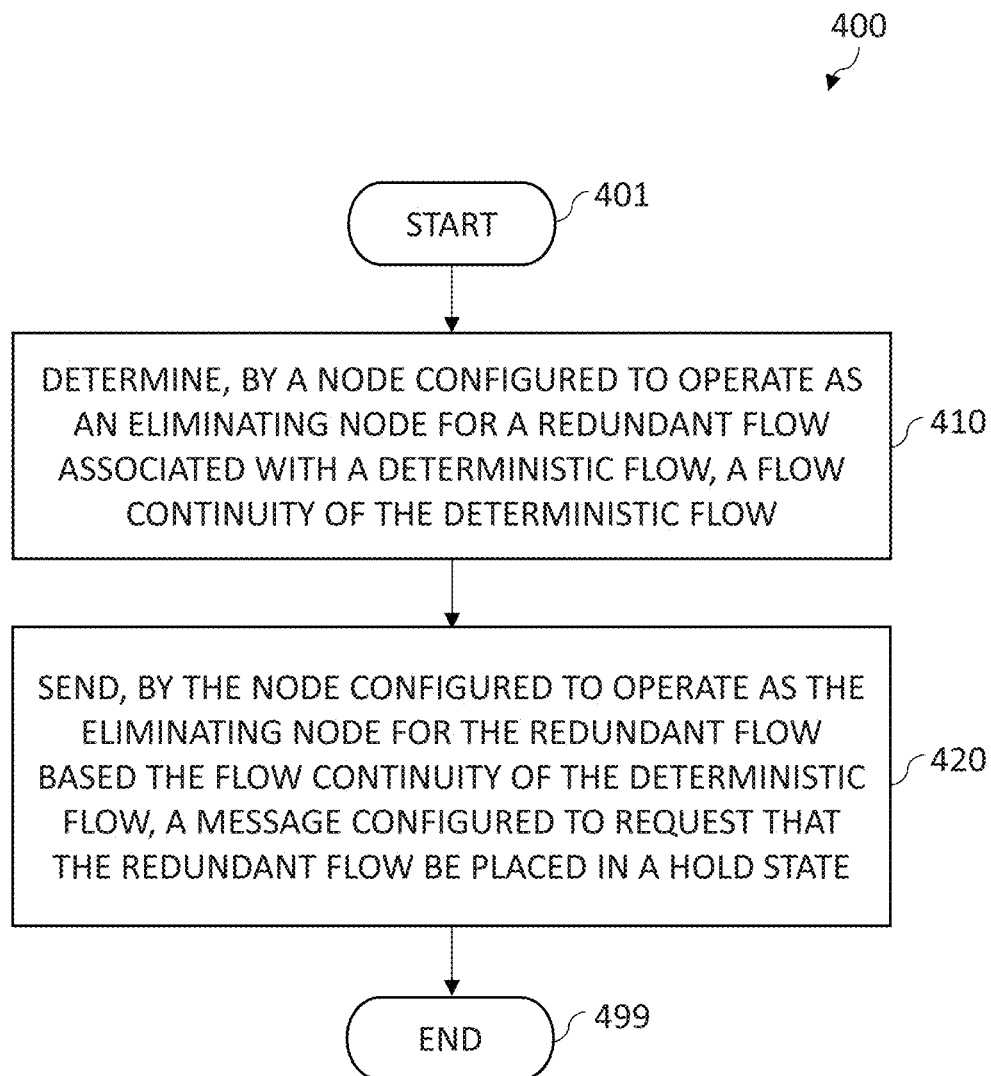 400
START
401
DETERMINE, BY A NODE CONFIGURED TO OPERATE AS
AN ELIMINATING NODE FOR A REDUNDANT FLOW
ASSOCIATED WITH A DETERMINISTIC FLOW, A FLOW
CONTINUITY OF THE DETERMINISTIC FLOW
410
SEND, BY THE NODE CONFIGURED TO OPERATE AS THE
ELIMINATING NODE FOR THE REDUNDANT FLOW
BASED THE FLOW CONTINUITY OF THE DETERMINISTIC
FLOW, A MESSAGE CONFIGURED TO REQUEST THAT
THE REDUNDANT FLOW BE PLACED IN A HOLD STATE
420
END
499